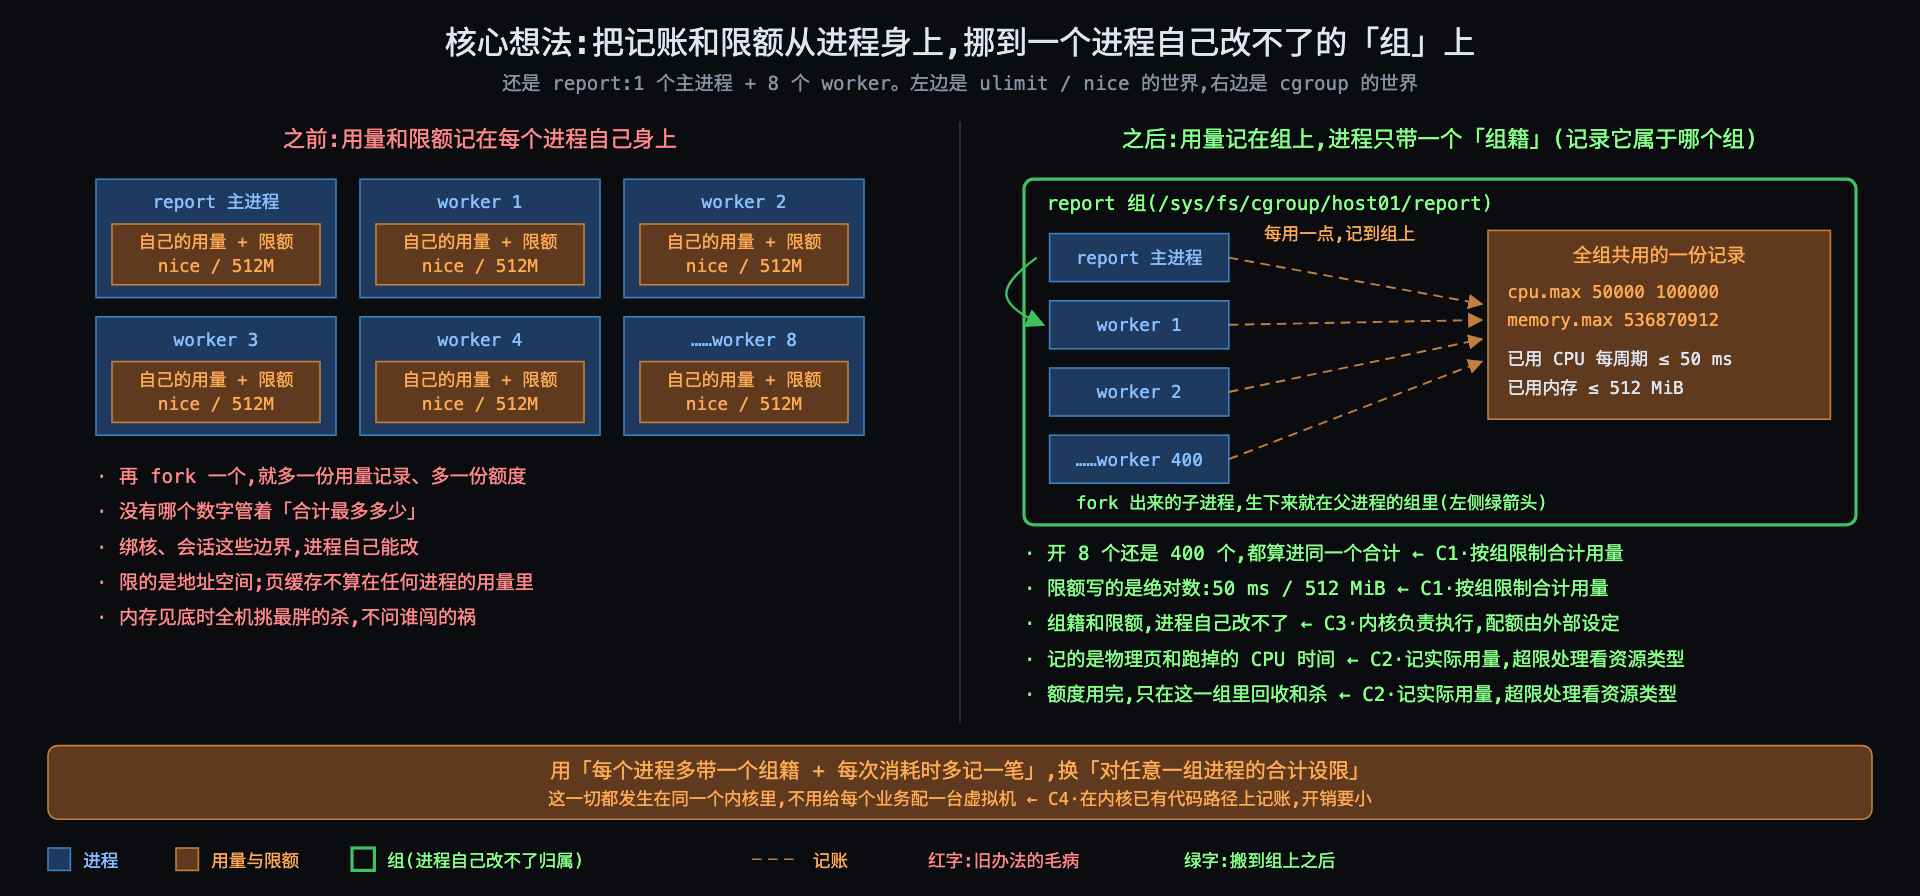 核心想法:把记账和限额从进程身上,挪到一个进程自己改不了的「组」上
还是 report:1 个主进程 + 8 个 worker。左边是 ulimit / nice 的世界,右边是 cgroup 的世界
之前:用量和限额记在每个进程自己身上
report 主进程
自己的用量 + 限额
nice / 512M
worker 1
自己的用量 + 限额
nice / 512M
worker 2
自己的用量 + 限额
nice / 512M
worker 3
自己的用量 + 限额
nice / 512M
worker 4
自己的用量 + 限额
nice / 512M
……worker 8
自己的用量 + 限额
nice / 512M
· 再 fork 一个,就多一份用量记录、多一份额度
· 没有哪个数字管着「合计最多多少」
· 绑核、会话这些边界,进程自己能改
· 限的是地址空间;页缓存不算在任何进程的用量里
· 内存见底时全机挑最胖的杀,不问谁闯的祸
之后:用量记在组上,进程只带一个「组籍」(记录它属于哪个组)
report 组(/sys/fs/cgroup/host01/report)
每用一点,记到组上
report 主进程
worker 1
worker 2
……worker 400
全组共用的一份记录
cpu.max 50000 100000
memory.max 536870912
已用 CPU 每周期 ≤ 50 ms
已用内存 ≤ 512 MiB
fork 出来的子进程,生下来就在父进程的组里(左侧绿箭头)
· 开 8 个还是 400 个,都算进同一个合计 ← C1·按组限制合计用量
· 限额写的是绝对数:50 ms / 512 MiB ← C1·按组限制合计用量
· 组籍和限额,进程自己改不了 ← C3·内核负责执行,配额由外部设定
· 记的是物理页和跑掉的 CPU 时间 ← C2·记实际用量,超限处理看资源类型
· 额度用完,只在这一组里回收和杀 ← C2·记实际用量,超限处理看资源类型
用「每个进程多带一个组籍 + 每次消耗时多记一笔」,换「对任意一组进程的合计设限」
这一切都发生在同一个内核里,不用给每个业务配一台虚拟机 ← C4·在内核已有代码路径上记账,开销要小
进程
用量与限额
组(进程自己改不了归属)
记账
红字:旧办法的毛病
绿字:搬到组上之后